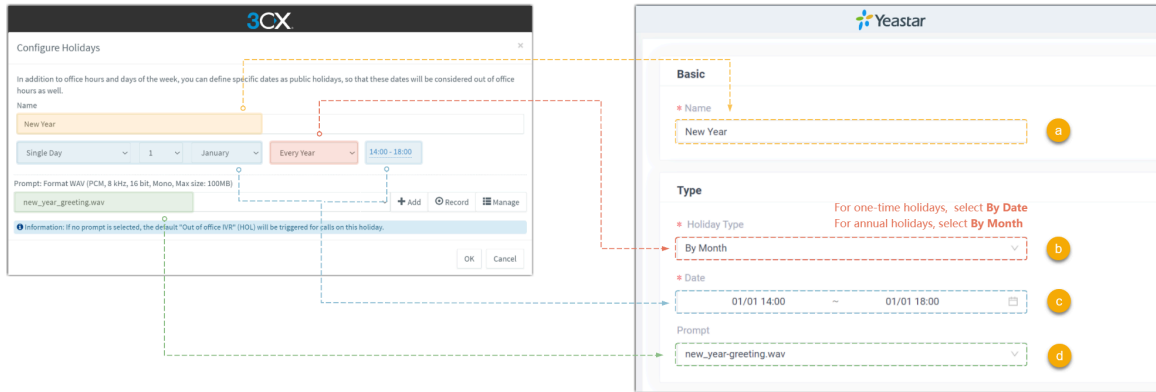 3CX
Configure Holidays
×
In addition to office hours and days of the week, you can define specific dates as public holidays, so that these dates will be considered out of office
hours as well.
Name
New Year
Single Day 1 January Every Year 14:00 - 18:00
Prompt: Format WAV (PCM, 8 kHz, 16 bit, Mono, Max size: 100MB)
new_year_greeting.wav
+ Add Record Manage
Information: If no prompt is selected, the default "Out of office IVR" (HOL) will be triggered for calls on this holiday.
OK Cancel
Yeastar
Basic
* Name
New Year
a
Type
For one-time holidays, select By Date
For annual holidays, select By Month
* Holiday Type
By Month
b
* Date
01/01 14:00 ~ 01/01 18:00
c
Prompt
new_year-greeting.wav
d